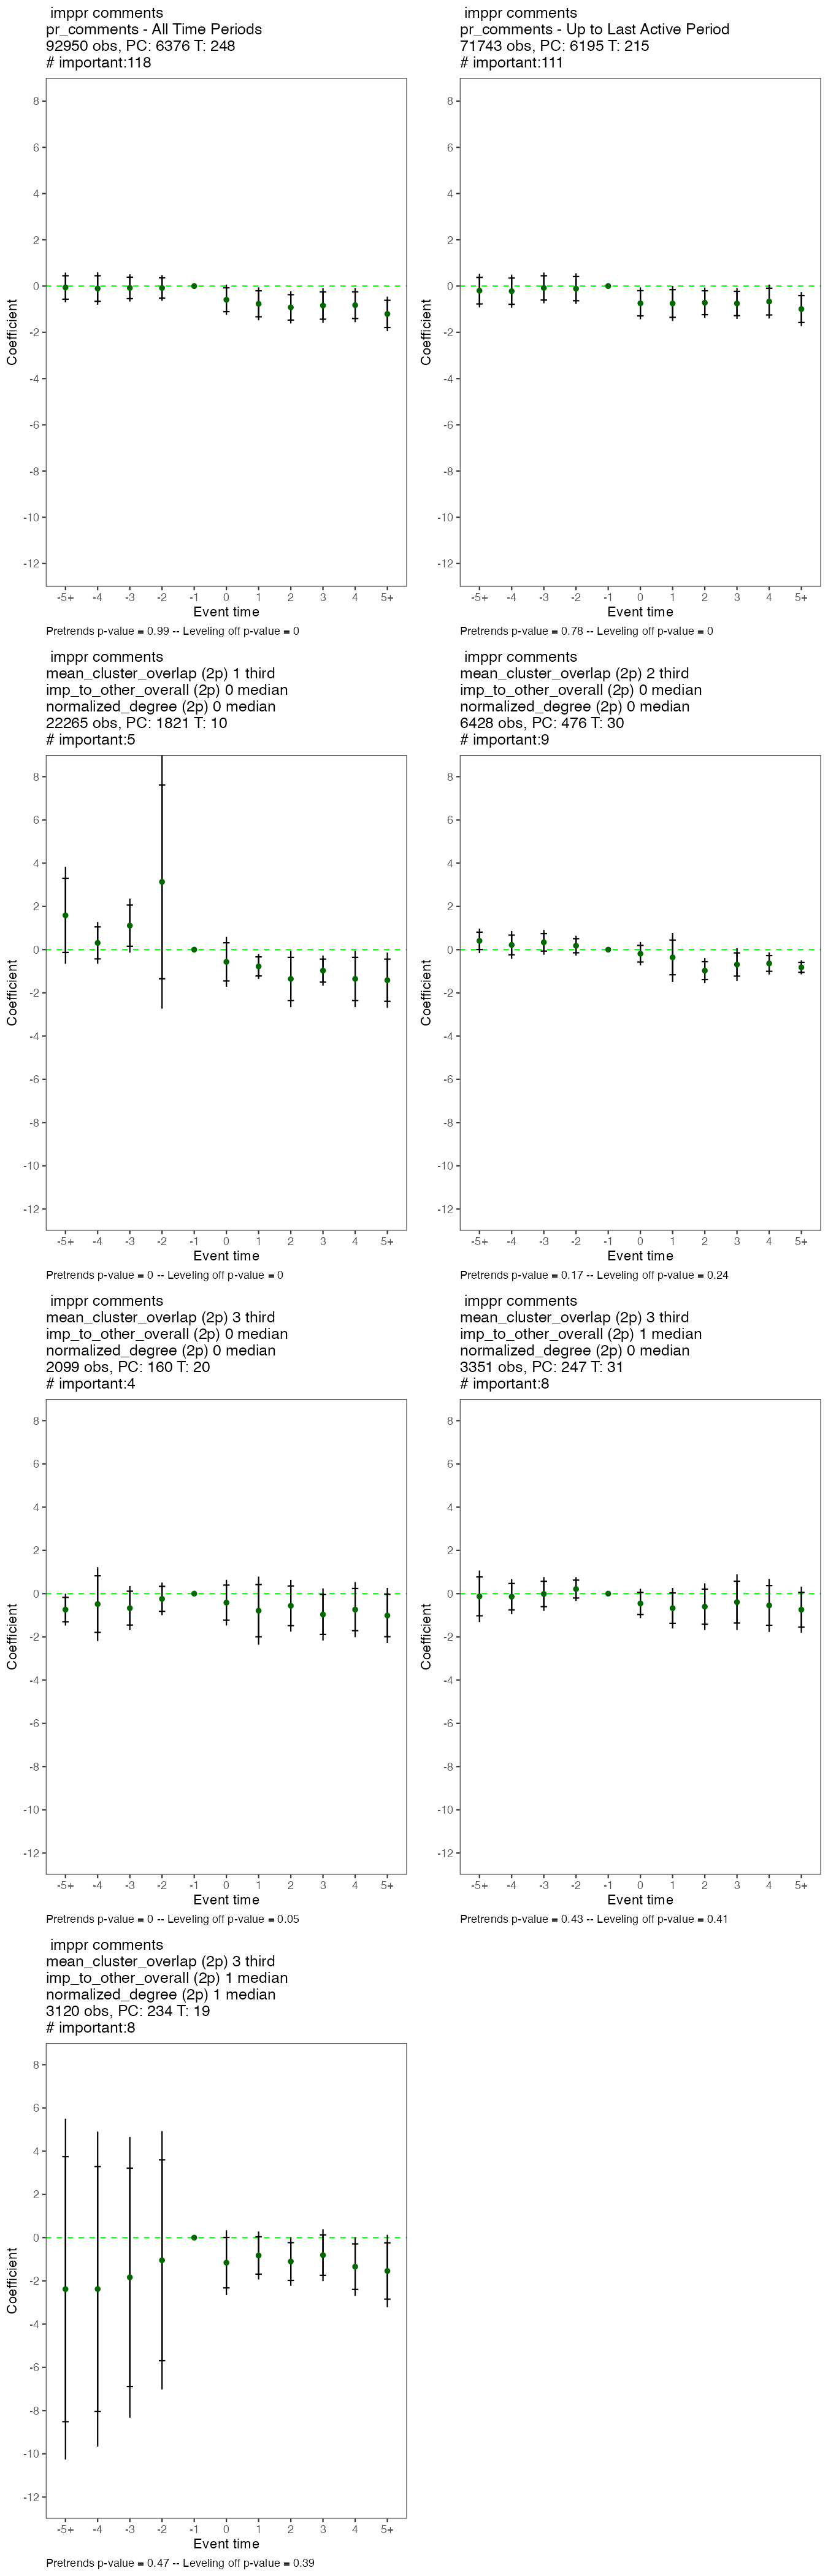 imppr comments
pr_comments - All Time Periods
92950 obs, PC: 6376 T: 248
# important:118
8
6
4
2
0
-2
-4
-6
-8
-10
-12
Coefficient
-5+ -4 -3 -2 -1 0 1 2 3 4 5+
Event time
Pretrends p-value = 0.99 -- Leveling off p-value = 0
imppr comments
pr_comments - Up to Last Active Period
71743 obs, PC: 6195 T: 215
# important:111
8
6
4
2
0
-2
-4
-6
-8
-10
-12
Coefficient
-5+ -4 -3 -2 -1 0 1 2 3 4 5+
Event time
Pretrends p-value = 0.78 -- Leveling off p-value = 0
imppr comments
mean_cluster_overlap (2p) 1 third
imp_to_other_overall (2p) 0 median
normalized_degree (2p) 0 median
22265 obs, PC: 1821 T: 10
# important:5
8
6
4
2
0
-2
-4
-6
-8
-10
-12
Coefficient
-5+ -4 -3 -2 -1 0 1 2 3 4 5+
Event time
Pretrends p-value = 0 -- Leveling off p-value = 0
imppr comments
mean_cluster_overlap (2p) 2 third
imp_to_other_overall (2p) 0 median
normalized_degree (2p) 0 median
6428 obs, PC: 476 T: 30
# important:9
8
6
4
2
0
-2
-4
-6
-8
-10
-12
Coefficient
-5+ -4 -3 -2 -1 0 1 2 3 4 5+
Event time
Pretrends p-value = 0.17 -- Leveling off p-value = 0.24
imppr comments
mean_cluster_overlap (2p) 3 third
imp_to_other_overall (2p) 0 median
normalized_degree (2p) 0 median
2099 obs, PC: 160 T: 20
# important:4
8
6
4
2
0
-2
-4
-6
-8
-10
-12
Coefficient
-5+ -4 -3 -2 -1 0 1 2 3 4 5+
Event time
Pretrends p-value = 0 -- Leveling off p-value = 0.05
imppr comments
mean_cluster_overlap (2p) 3 third
imp_to_other_overall (2p) 1 median
normalized_degree (2p) 0 median
3351 obs, PC: 247 T: 31
# important:8
8
6
4
2
0
-2
-4
-6
-8
-10
-12
Coefficient
-5+ -4 -3 -2 -1 0 1 2 3 4 5+
Event time
Pretrends p-value = 0.43 -- Leveling off p-value = 0.41
imppr comments
mean_cluster_overlap (2p) 3 third
imp_to_other_overall (2p) 1 median
normalized_degree (2p) 1 median
3120 obs, PC: 234 T: 19
# important:8
8
6
4
2
0
-2
-4
-6
-8
-10
-12
Coefficient
-5+ -4 -3 -2 -1 0 1 2 3 4 5+
Event time
Pretrends p-value = 0.47 -- Leveling off p-value = 0.39